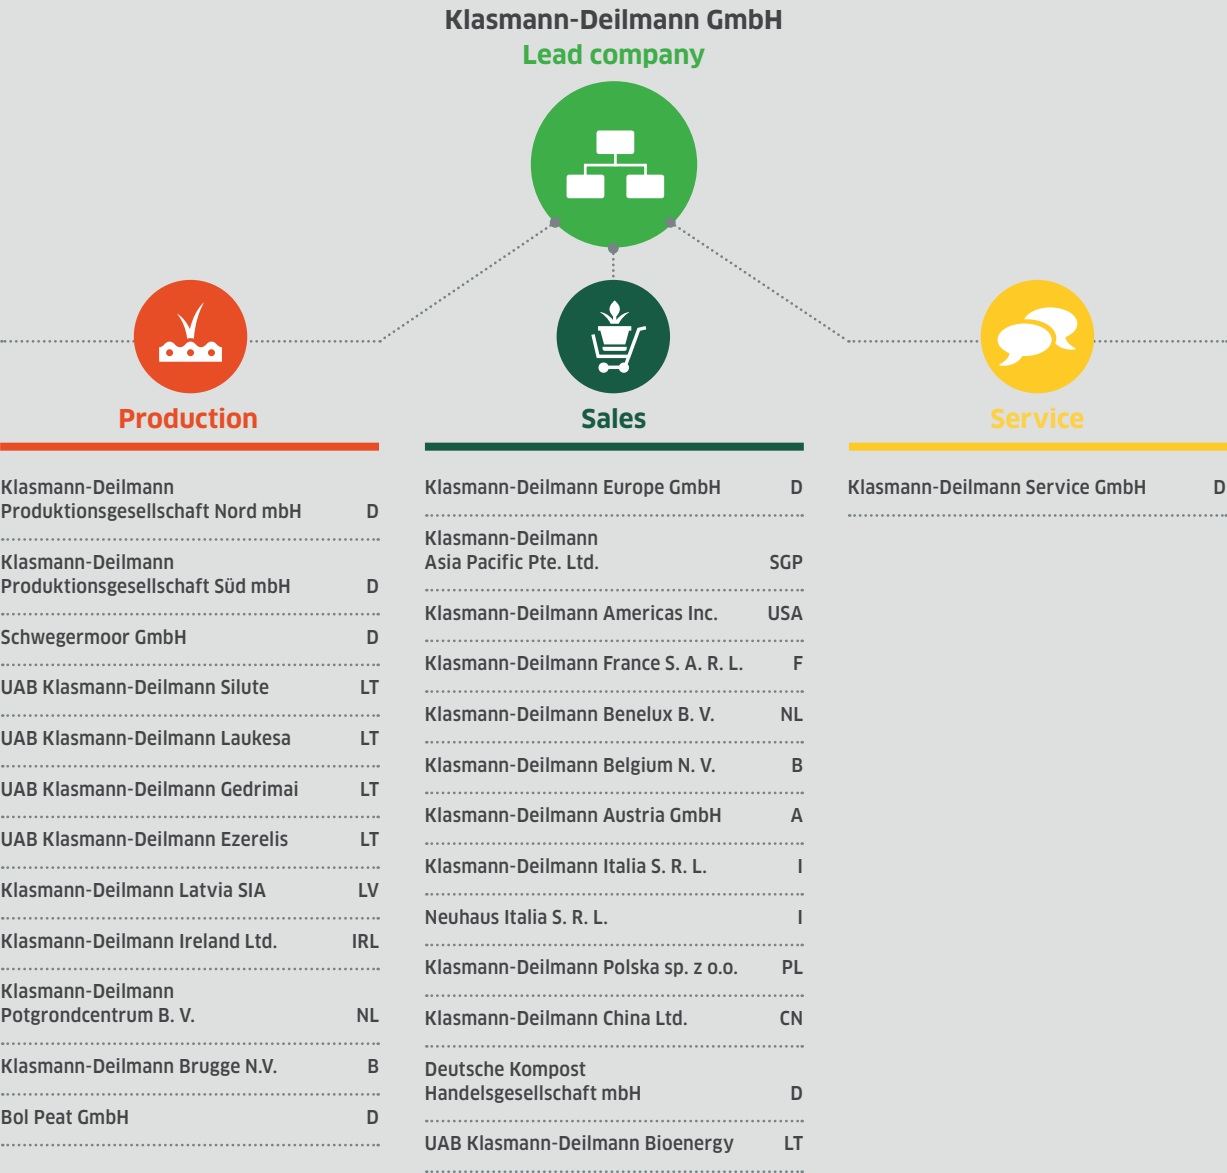 Klasmann-Deilmann GmbH
Lead company
Production
Klasmann-Deilmann
Produktionsgesellschaft Nord mbH D
Klasmann-Deilmann
Produktionsgesellschaft Süd mbH D
Schwegermoor GmbH D
UAB Klasmann-Deilmann Silute LT
UAB Klasmann-Deilmann Laukesa LT
UAB Klasmann-Deilmann Gedrimai LT
UAB Klasmann-Deilmann Ezerelis LT
Klasmann-Deilmann Latvia SIA LV
Klasmann-Deilmann Ireland Ltd. IRL
Klasmann-Deilmann
Potgrondcentrum B. V. NL
Klasmann-Deilmann Brugge N.V. B
Bol Peat GmbH D
Sales
Klasmann-Deilmann Europe GmbH D
Klasmann-Deilmann
Asia Pacific Pte. Ltd. SGP
Klasmann-Deilmann Americas Inc. USA
Klasmann-Deilmann France S. A. R. L. F
Klasmann-Deilmann Benelux B. V. NL
Klasmann-Deilmann Belgium N. V. B
Klasmann-Deilmann Austria GmbH A
Klasmann-Deilmann Italia S. R. L. I
Neuhaus Italia S. R. L. I
Klasmann-Deilmann Polska sp. z o.o. PL
Klasmann-Deilmann China Ltd. CN
Deutsche Kompost
Handelsgesellschaft mbH D
UAB Klasmann-Deilmann Bioenergy LT
Service
Klasmann-Deilmann Service GmbH D